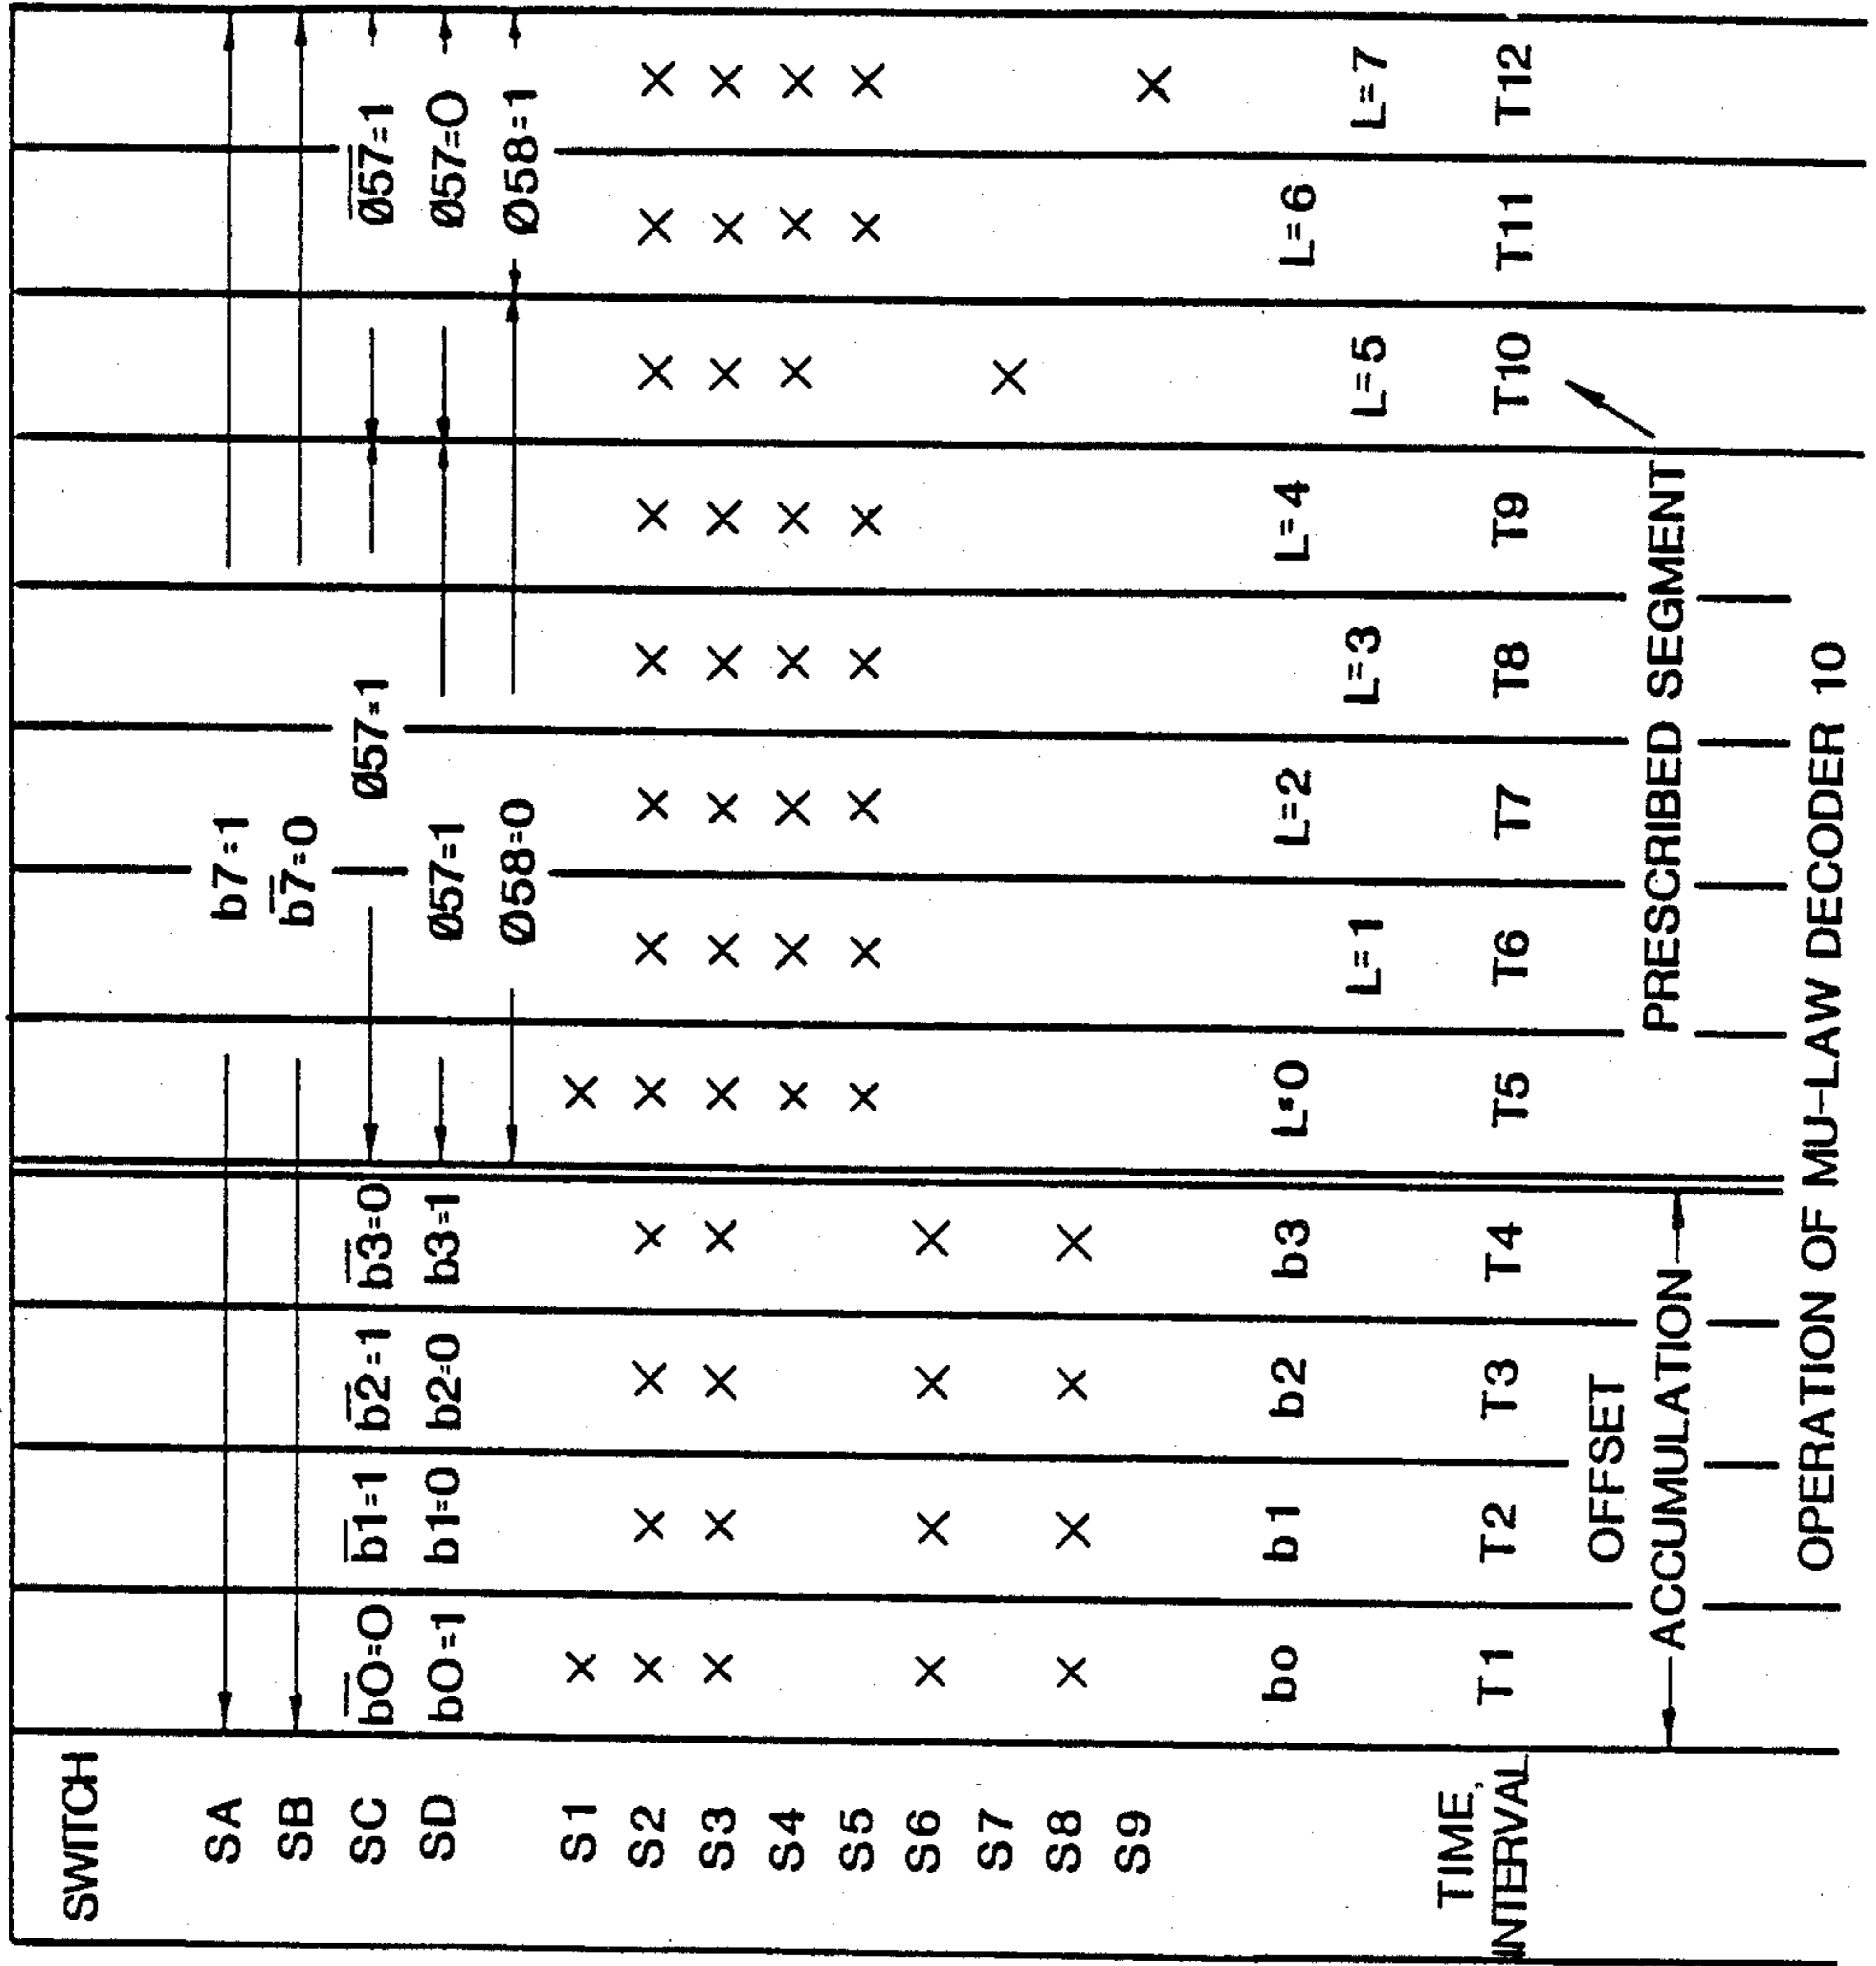 SWITCH
SA b7=1
SB b̅7̅=0
SC b̅0̅=0 b̅1̅=1 b̅2̅=1 b̅3̅=0 Ø57=1 Ø̅5̅7̅=1
SD b0=1 b1=0 b2=0 b3=1 Ø57=1 Ø57=0
Ø58=0 Ø58=1
S1 X X
S2 X X X X X X X X X X X X
S3 X X X X X X X X X X X X
S4 X X X X X X X X
S5 X X X X X X X
S6 X X X X
S7 X
S8 X X X X
S9 X
bo b1 b2 b3 L=0 L=1 L=2 L=3 L=4 L=5 L=6 L=7
TIME
INTERVAL T1 T2 T3 T4 T5 T6 T7 T8 T9 T10 T11 T12
OFFSET
ACCUMULATION
PRESCRIBED SEGMENT
OPERATION OF MU-LAW DECODER 10